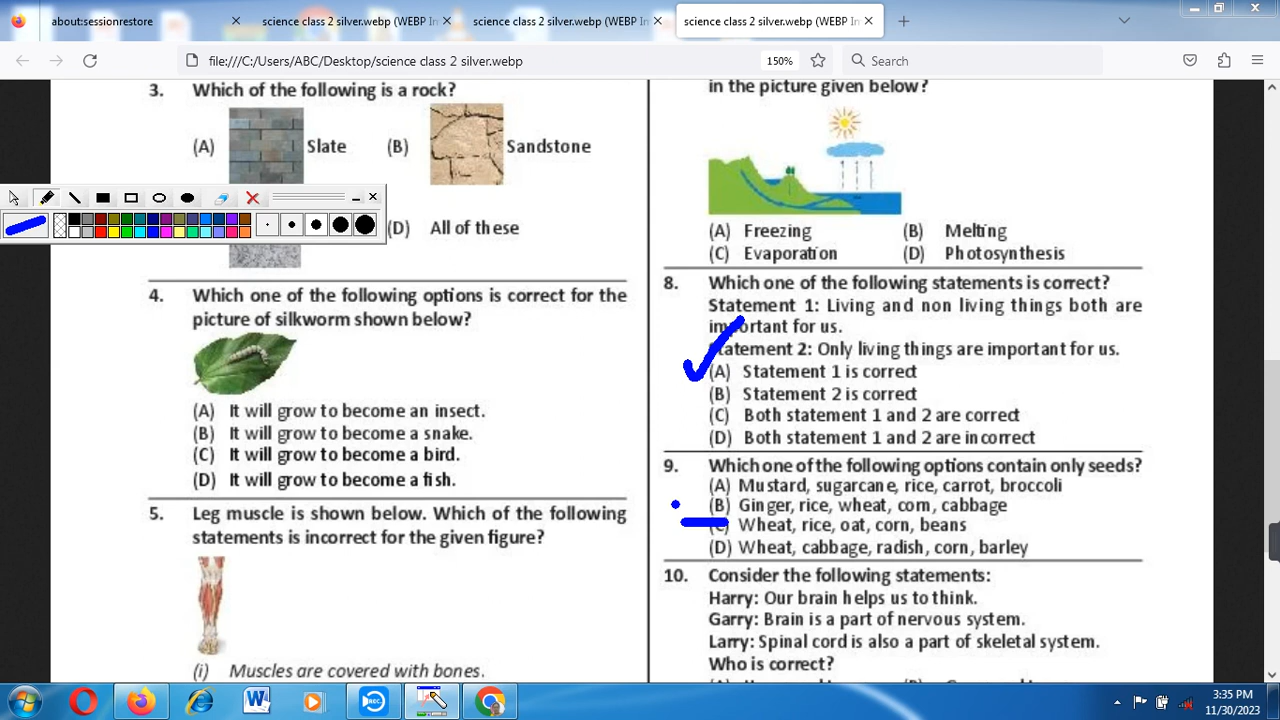 about:sessionrestore
science class 2 silver.webp (WEBP In
science class 2 silver.webp (WEBP In
science class 2 silver.webp (WEBP In
file:///C:/Users/ABC/Desktop/science class 2 silver.webp
150%
Search
3. Which of the following is a rock?
(A) Slate (B) Sandstone
(D) All of these
4. Which one of the following options is correct for the
picture of silkworm shown below?
(A) It will grow to become an insect.
(B) It will grow to become a snake.
(C) It will grow to become a bird.
(D) It will grow to become a fish.
5. Leg muscle is shown below. Which of the following
statements is incorrect for the given figure?
(i) Muscles are covered with bones.
in the picture given below?
(A) Freezing (B) Melting
(C) Evaporation (D) Photosynthesis
8. Which one of the following statements is correct?
Statement 1: Living and non living things both are
important for us.
Statement 2: Only living things are important for us.
(A) Statement 1 is correct
(B) Statement 2 is correct
(C) Both statement 1 and 2 are correct
(D) Both statement 1 and 2 are incorrect
9. Which one of the following options contain only seeds?
(A) Mustard, sugarcane, rice, carrot, broccoli
(B) Ginger, rice, wheat, corn, cabbage
(C) Wheat, rice, oat, corn, beans
(D) Wheat, cabbage, radish, corn, barley
10. Consider the following statements:
Harry: Our brain helps us to think.
Garry: Brain is a part of nervous system.
Larry: Spinal cord is also a part of skeletal system.
Who is correct?
REC
3:35 PM
11/30/2023